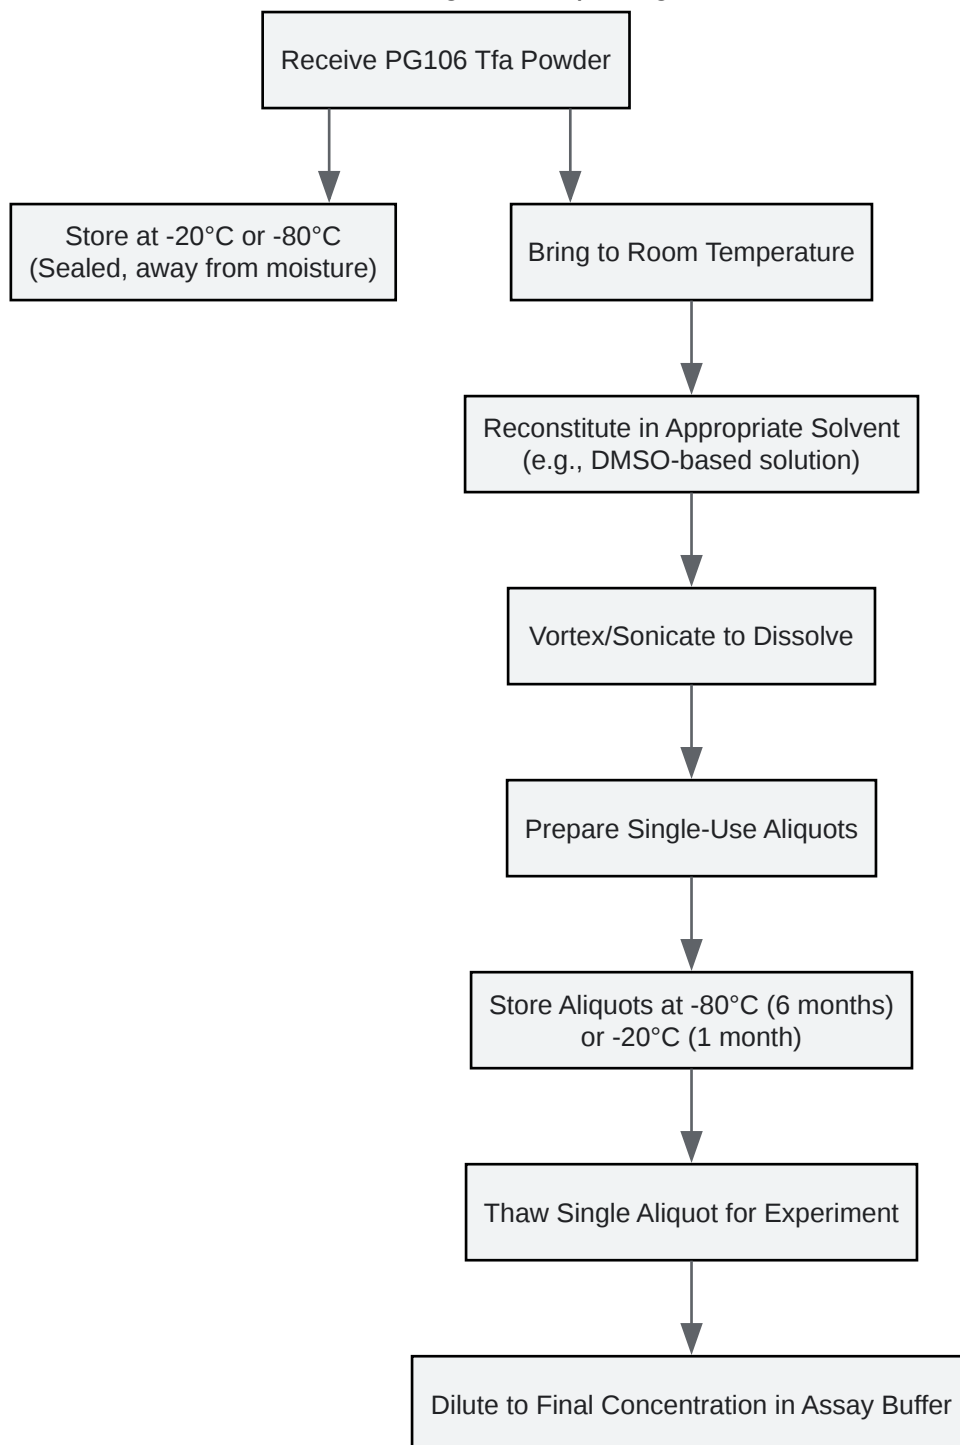 Receive PG106 Tfa Powder
Store at -20°C or -80°C
(Sealed, away from moisture)
Bring to Room Temperature
Reconstitute in Appropriate Solvent
(e.g., DMSO-based solution)
Vortex/Sonicate to Dissolve
Prepare Single-Use Aliquots
Store Aliquots at -80°C (6 months)
or -20°C (1 month)
Thaw Single Aliquot for Experiment
Dilute to Final Concentration in Assay Buffer